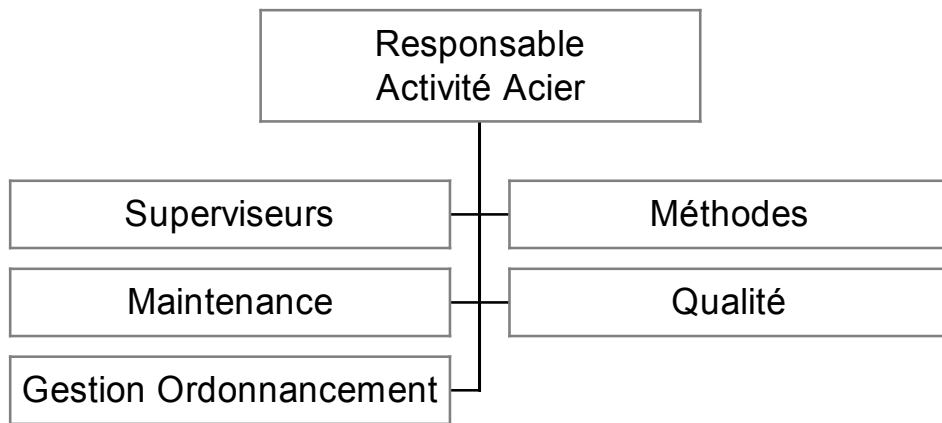 Responsable
Activité Acier
Superviseurs
Méthodes
Maintenance
Qualité
Gestion Ordonnancement